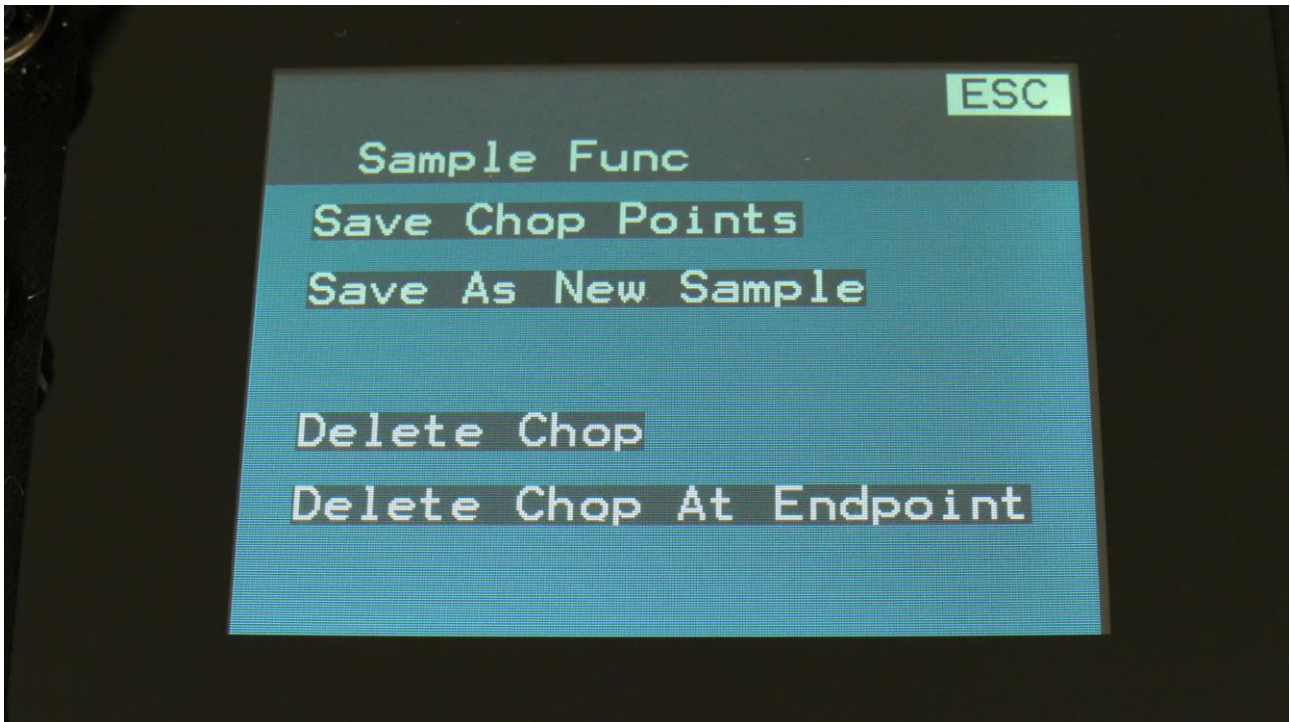 ESC
Sample Func
Save Chop Points
Save As New Sample
Delete Chop
Delete Chop At Endpoint